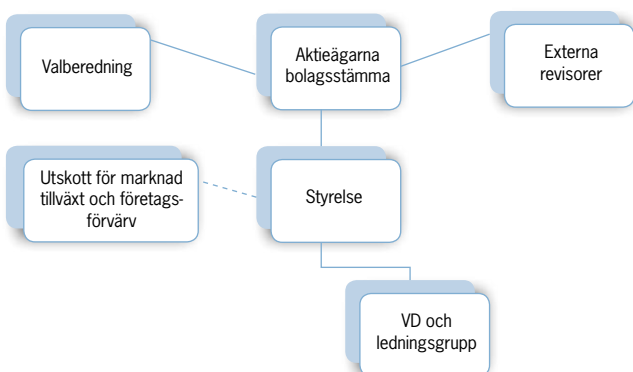 Valberedning
Aktieägarna
bolagsstämma
Externa
revisorer
Utskott för marknad
tillväxt och företags-
förvärv
Styrelse
VD och
ledningsgrupp